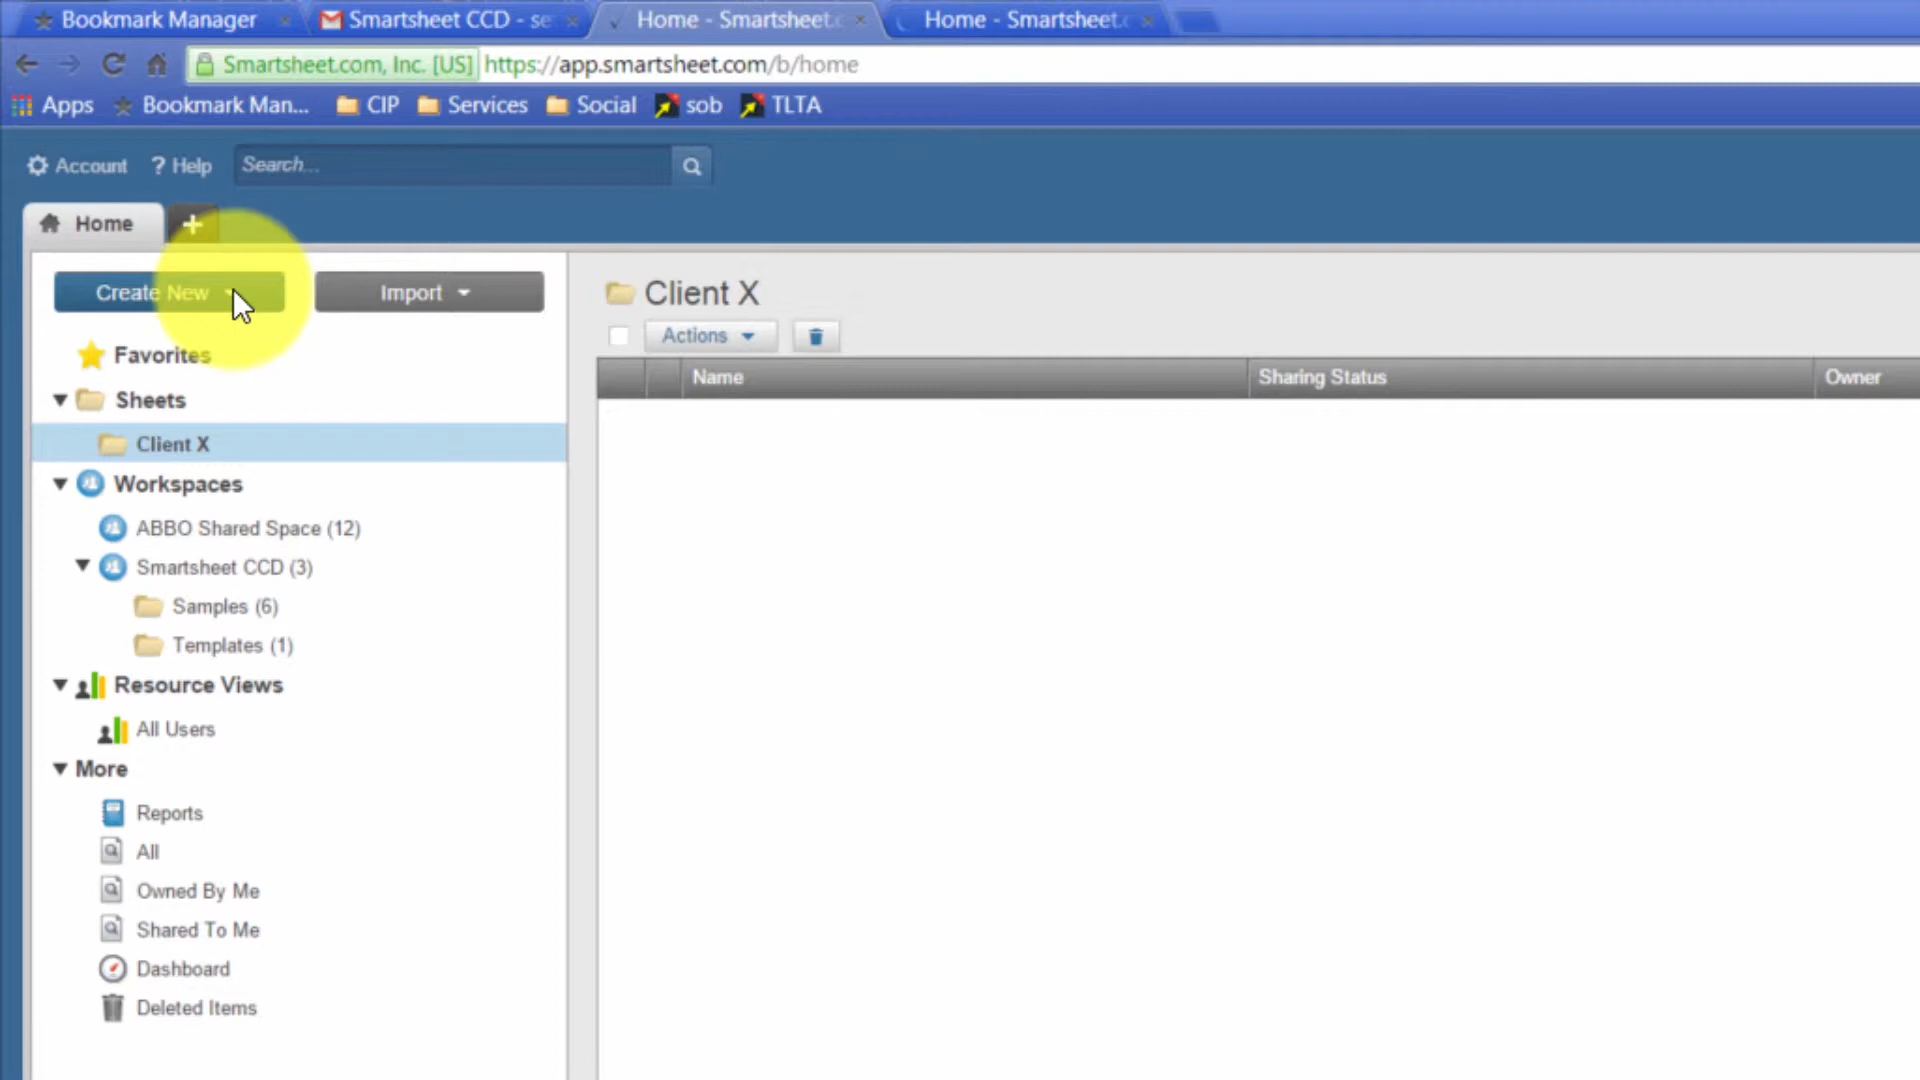 Bookmark Manager
Smartsheet CCD - se
Home - Smartsheet.c
Home - Smartsheet.c
Smartsheet.com, Inc. [US]
https://app.smartsheet.com/b/home
Apps
Bookmark Man...
CIP
Services
Social
sob
TLTA
Account
? Help
Search...
Home
+
Create New
Import
Client X
Actions
Favorites
Name
Sharing Status
Owner
Sheets
Client X
Workspaces
ABBO Shared Space (12)
Smartsheet CCD (3)
Samples (6)
Templates (1)
Resource Views
All Users
More
Reports
All
Owned By Me
Shared To Me
Dashboard
Deleted Items